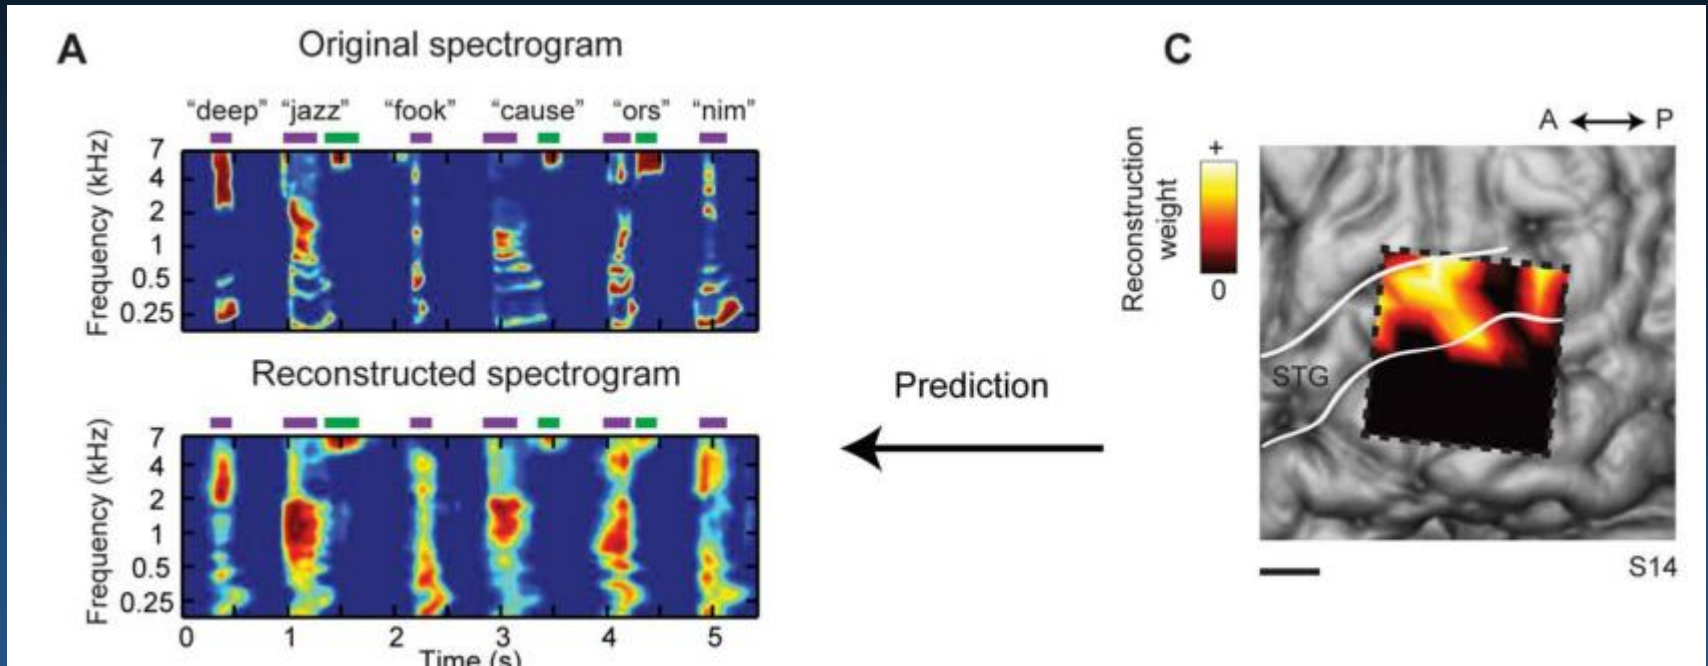 A
Original spectrogram
“deep” “jazz” “fook” “cause” “ors” “nim”
Frequency (kHz)
7
4
2
1
0.5
0.25
Reconstructed spectrogram
Frequency (kHz)
7
4
2
1
0.5
0.25
0 1 2 3 4 5
Time (s)
Prediction
C
A P
Reconstruction
weight
+
0
STG
S14